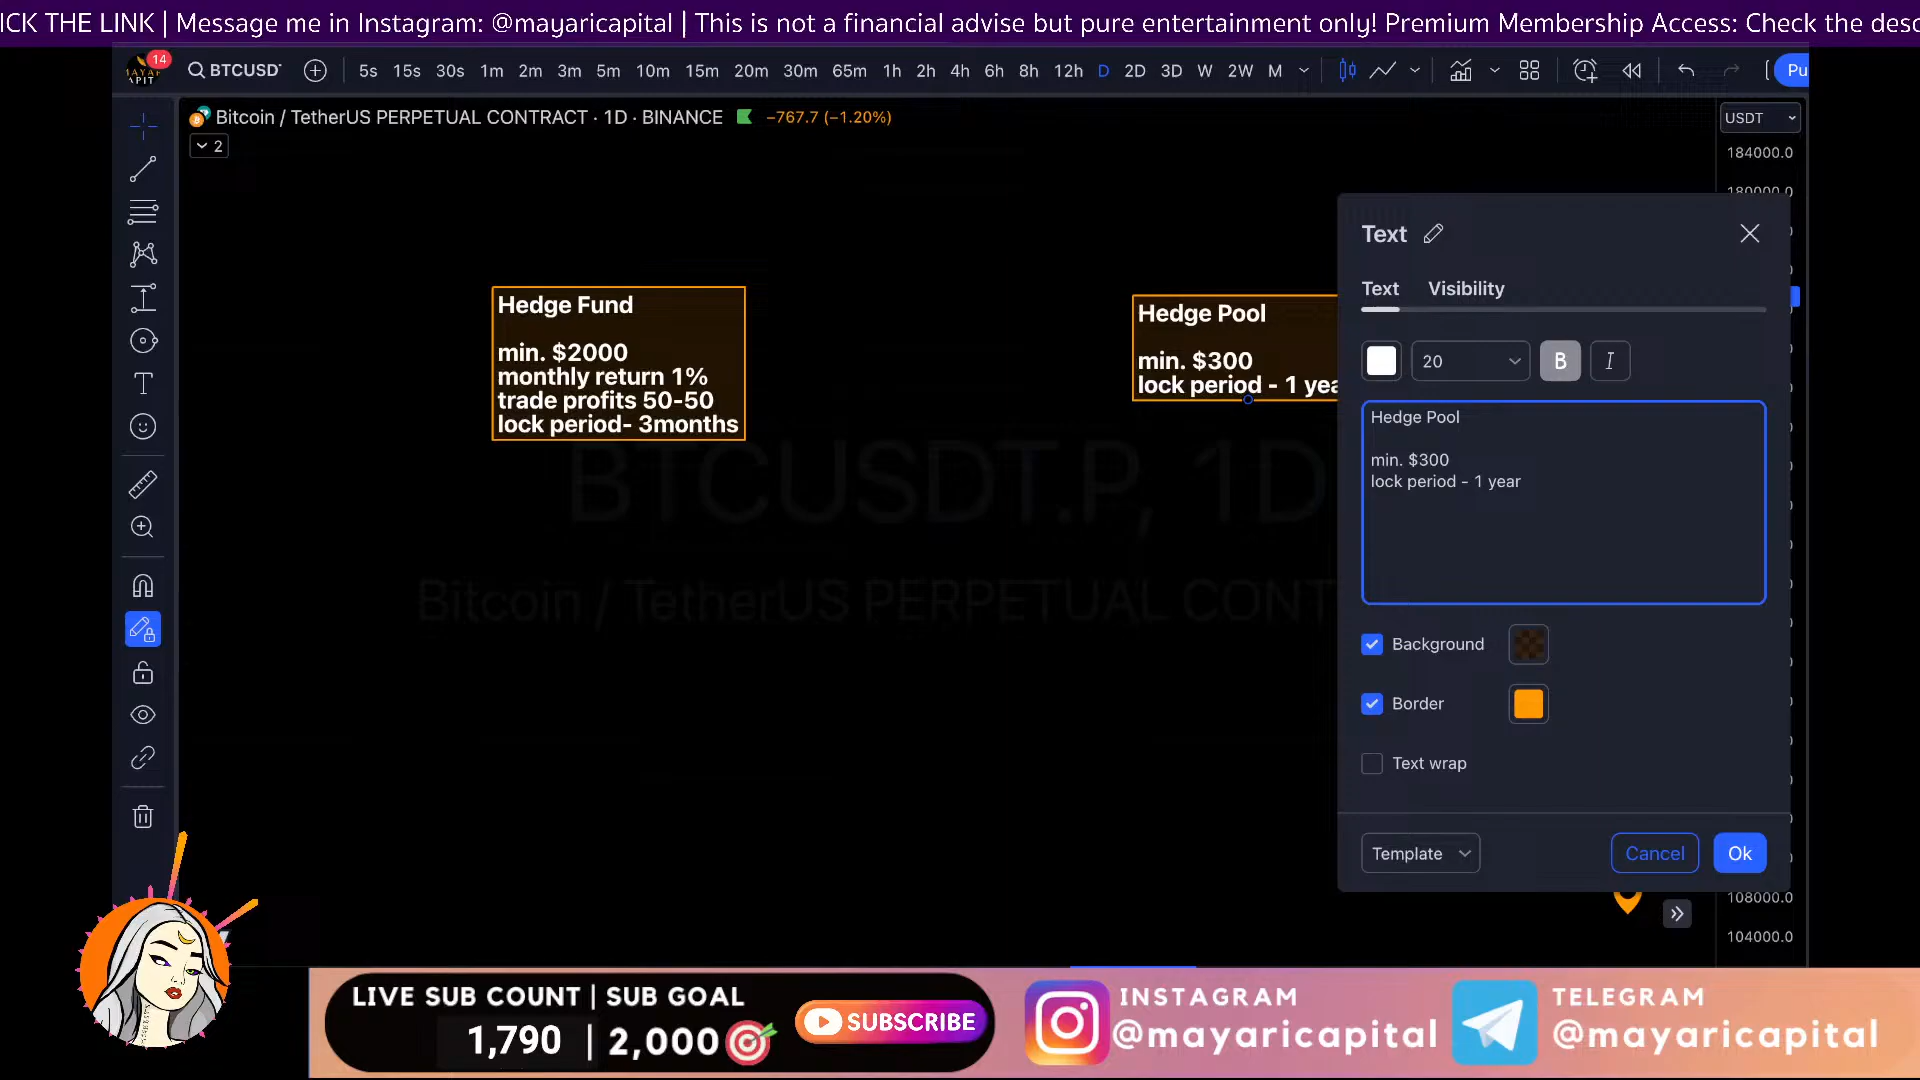 ICK THE LINK | Message me in Instagram: @mayaricapital | This is not a financial advise but pure entertainment only! Premium Membership Access: Check the desc
14
BTCUSDT
5s 15s 30s 1m 2m 3m 5m 10m 15m 20m 30m 65m 1h 2h 4h 6h 8h 12h D 2D 3D W 2W M
Pu
Bitcoin / TetherUS PERPETUAL CONTRACT · 1D · BINANCE −767.7 (−1.20%)
USDT
2
184000.0
180000.0
Hedge Fund
min. $2000
monthly return 1%
trade profits 50-50
lock period- 3months
Hedge Pool
min. $300
lock period - 1 yea
BTCUSDT.P, 1D
Bitcoin / TetherUS PERPETUAL CONT
Text
Text Visibility
20 B I
Hedge Pool
min. $300
lock period - 1 year
Background
Border
Text wrap
Template Cancel Ok
108000.0
104000.0
LIVE SUB COUNT | SUB GOAL
1,790 | 2,000
SUBSCRIBE
INSTAGRAM
@mayaricapital
TELEGRAM
@mayaricapital